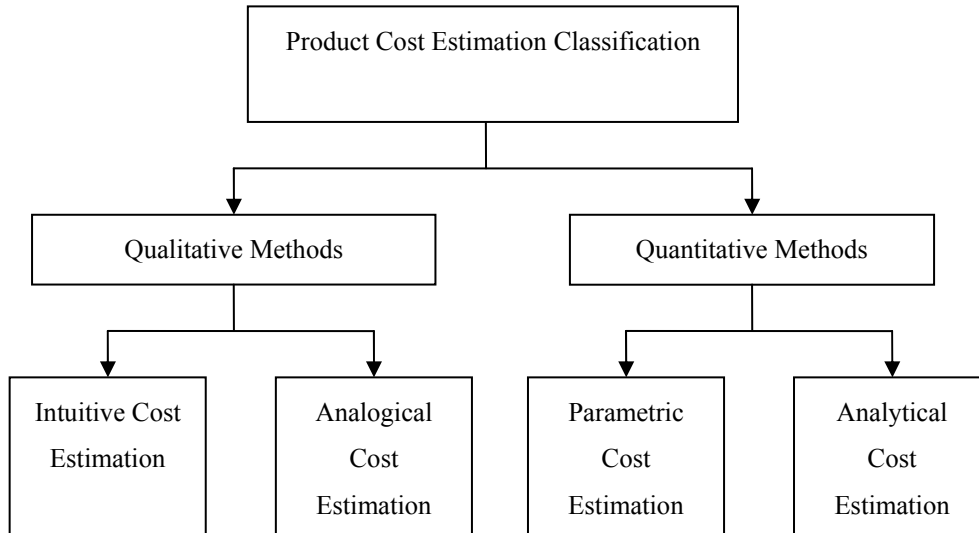 Product Cost Estimation Classification
Qualitative Methods
Quantitative Methods
Intuitive Cost
Estimation
Analogical
Cost
Estimation
Parametric
Cost
Estimation
Analytical
Cost
Estimation